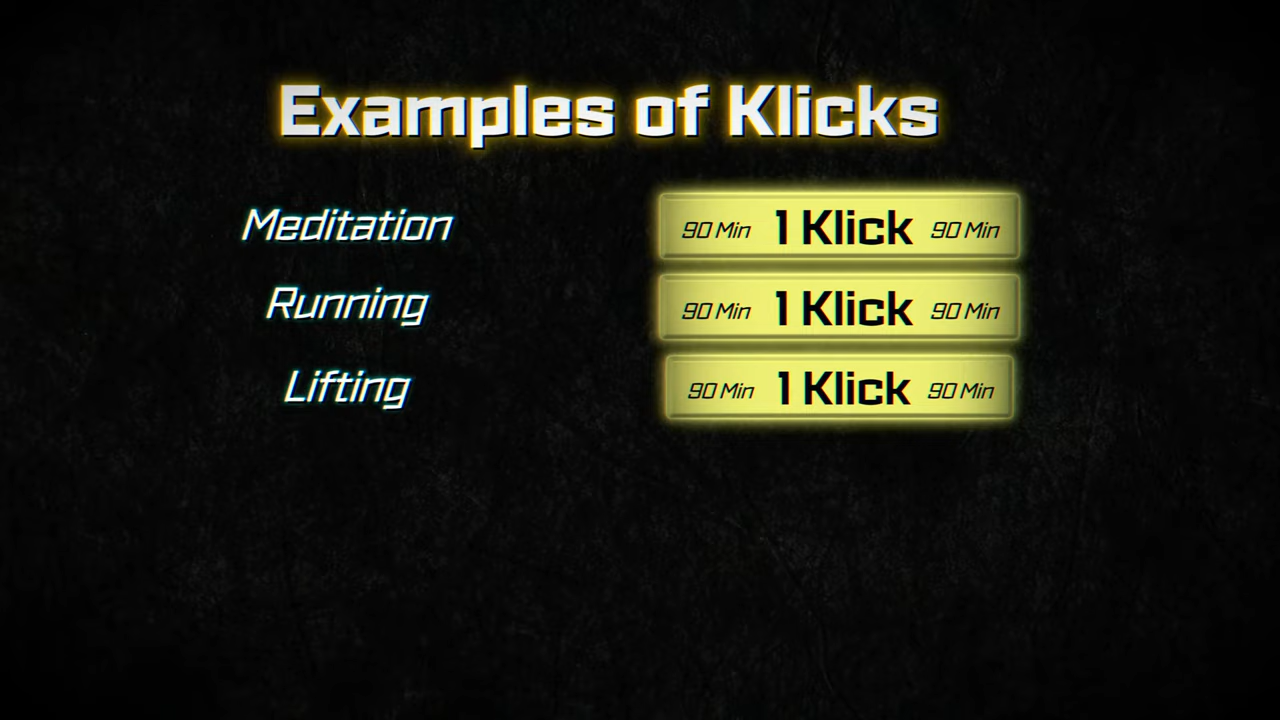 Examples of Klicks
Meditation 90 Min 1 Klick 90 Min
Running 90 Min 1 Klick 90 Min
Lifting 90 Min 1 Klick 90 Min